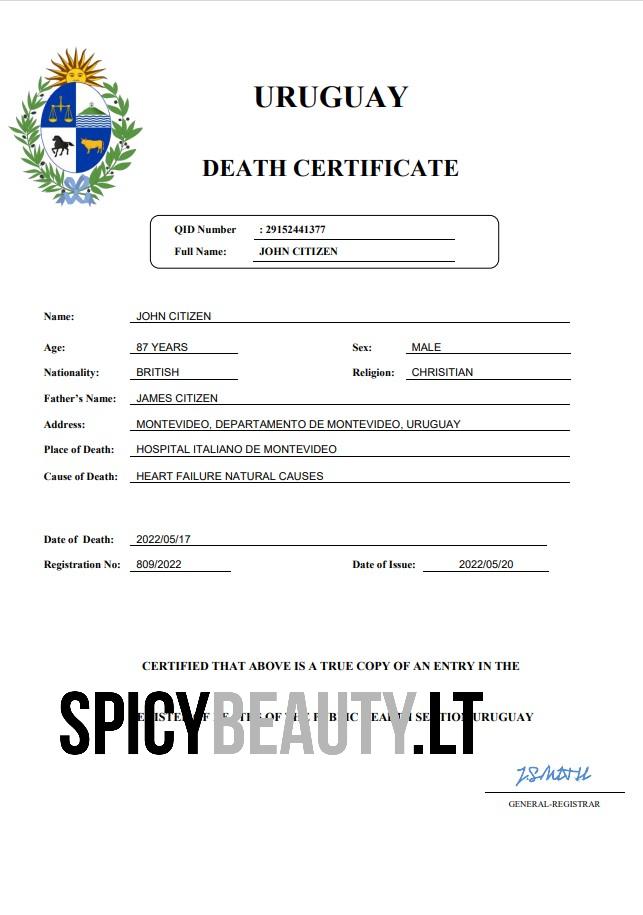 URUGUAY
DEATH CERTIFICATE
QID Number : 29152441377
Full Name: JOHN CITIZEN
Name: JOHN CITIZEN
Age: 87 YEARS Sex: MALE
Nationality: BRITISH Religion: CHRISITIAN
Father's Name: JAMES CITIZEN
Address: MONTEVIDEO, DEPARTAMENTO DE MONTEVIDEO, URUGUAY
Place of Death: HOSPITAL ITALIANO DE MONTEVIDEO
Cause of Death: HEART FAILURE NATURAL CAUSES
Date of Death: 2022/05/17
Registration No: 809/2022 Date of Issue: 2022/05/20
CERTIFIED THAT ABOVE IS A TRUE COPY OF AN ENTRY IN THE
OF THE PUBLIC HEALTH SECTION URUGUAY
SPICYBEAUTY.LT
GENERAL-REGISTRAR